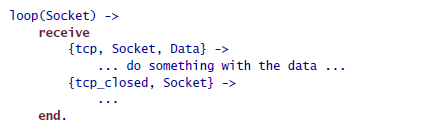 loop(Socket) ->
    receive
        {tcp, Socket, Data} ->
            ... do something with the data ...
        {tcp_closed, Socket} ->
            ...
    end.